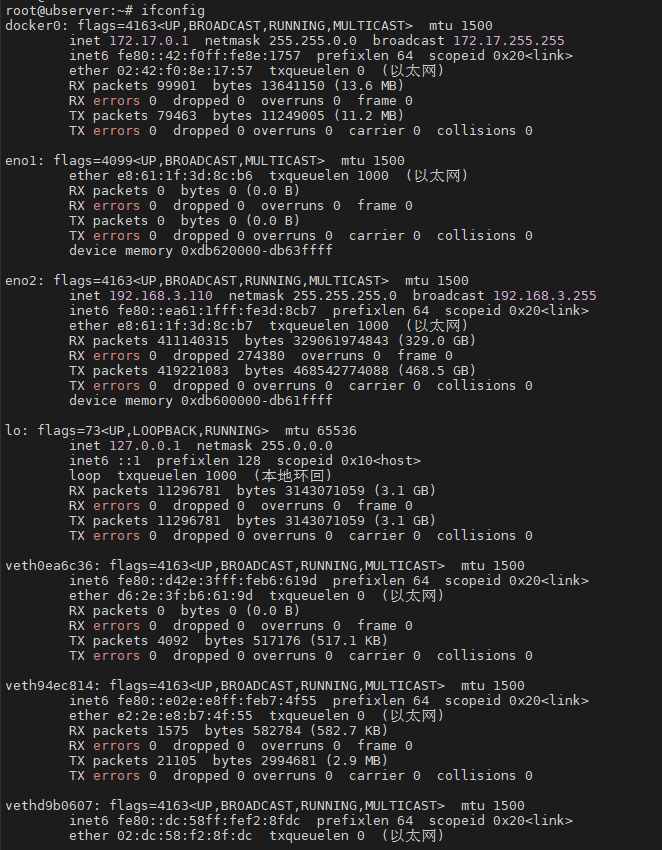 root@ubserver:~# ifconfig
docker0: flags=4163<UP,BROADCAST,RUNNING,MULTICAST>  mtu 1500
        inet 172.17.0.1  netmask 255.255.0.0  broadcast 172.17.255.255
        inet6 fe80::42:f0ff:fe8e:1757  prefixlen 64  scopeid 0x20<link>
        ether 02:42:f0:8e:17:57  txqueuelen 0  (以太网)
        RX packets 99901  bytes 13641150 (13.6 MB)
        RX errors 0  dropped 0  overruns 0  frame 0
        TX packets 79463  bytes 11249005 (11.2 MB)
        TX errors 0  dropped 0 overruns 0  carrier 0  collisions 0

eno1: flags=4099<UP,BROADCAST,MULTICAST>  mtu 1500
        ether e8:61:1f:3d:8c:b6  txqueuelen 1000  (以太网)
        RX packets 0  bytes 0 (0.0 B)
        RX errors 0  dropped 0  overruns 0  frame 0
        TX packets 0  bytes 0 (0.0 B)
        TX errors 0  dropped 0 overruns 0  carrier 0  collisions 0
        device memory 0xdb620000-db63ffff

eno2: flags=4163<UP,BROADCAST,RUNNING,MULTICAST>  mtu 1500
        inet 192.168.3.110  netmask 255.255.255.0  broadcast 192.168.3.255
        inet6 fe80::ea61:1fff:fe3d:8cb7  prefixlen 64  scopeid 0x20<link>
        ether e8:61:1f:3d:8c:b7  txqueuelen 1000  (以太网)
        RX packets 411140315  bytes 329061974843 (329.0 GB)
        RX errors 0  dropped 274380  overruns 0  frame 0
        TX packets 419221083  bytes 468542774088 (468.5 GB)
        TX errors 0  dropped 0 overruns 0  carrier 0  collisions 0
        device memory 0xdb600000-db61ffff

lo: flags=73<UP,LOOPBACK,RUNNING>  mtu 65536
        inet 127.0.0.1  netmask 255.0.0.0
        inet6 ::1  prefixlen 128  scopeid 0x10<host>
        loop  txqueuelen 1000  (本地环回)
        RX packets 11296781  bytes 3143071059 (3.1 GB)
        RX errors 0  dropped 0  overruns 0  frame 0
        TX packets 11296781  bytes 3143071059 (3.1 GB)
        TX errors 0  dropped 0 overruns 0  carrier 0  collisions 0

veth0ea6c36: flags=4163<UP,BROADCAST,RUNNING,MULTICAST>  mtu 1500
        inet6 fe80::d42e:3fff:feb6:619d  prefixlen 64  scopeid 0x20<link>
        ether d6:2e:3f:b6:61:9d  txqueuelen 0  (以太网)
        RX packets 0  bytes 0 (0.0 B)
        RX errors 0  dropped 0  overruns 0  frame 0
        TX packets 4092  bytes 517176 (517.1 KB)
        TX errors 0  dropped 0 overruns 0  carrier 0  collisions 0

veth94ec814: flags=4163<UP,BROADCAST,RUNNING,MULTICAST>  mtu 1500
        inet6 fe80::e02e:e8ff:feb7:4f55  prefixlen 64  scopeid 0x20<link>
        ether e2:2e:e8:b7:4f:55  txqueuelen 0  (以太网)
        RX packets 1575  bytes 582784 (582.7 KB)
        RX errors 0  dropped 0  overruns 0  frame 0
        TX packets 21105  bytes 2994681 (2.9 MB)
        TX errors 0  dropped 0 overruns 0  carrier 0  collisions 0

vethd9b0607: flags=4163<UP,BROADCAST,RUNNING,MULTICAST>  mtu 1500
        inet6 fe80::dc:58ff:fef2:8fdc  prefixlen 64  scopeid 0x20<link>
        ether 02:dc:58:f2:8f:dc  txqueuelen 0  (以太网)